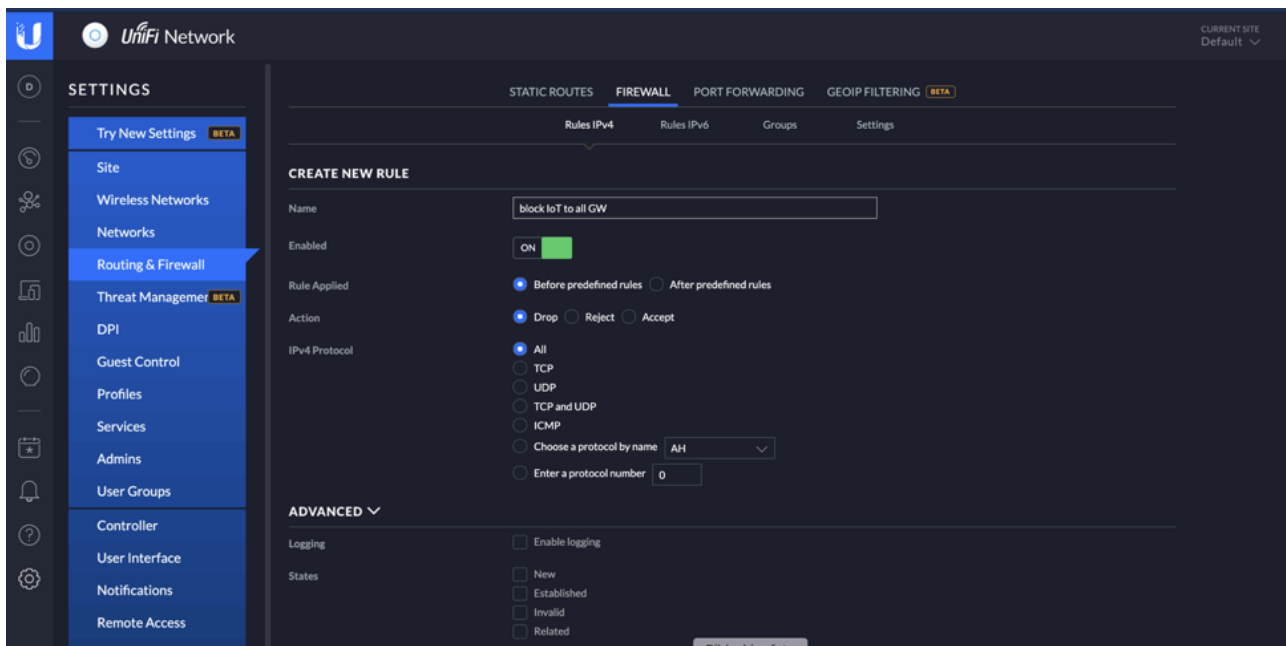 UniFi Network
CURRENT SITE
Default
D
SETTINGS
Try New Settings BETA
Site
Wireless Networks
Networks
Routing & Firewall
Threat Managemer BETA
DPI
Guest Control
Profiles
Services
Admins
User Groups
Controller
User Interface
Notifications
Remote Access
STATIC ROUTES FIREWALL PORT FORWARDING GEOIP FILTERING BETA
Rules IPv4 Rules IPv6 Groups Settings
CREATE NEW RULE
Name block IoT to all GW
Enabled ON
Rule Applied Before predefined rules After predefined rules
Action Drop Reject Accept
IPv4 Protocol All
TCP
UDP
TCP and UDP
ICMP
Choose a protocol by name AH
Enter a protocol number 0
ADVANCED
Logging Enable logging
States New
Established
Invalid
Related